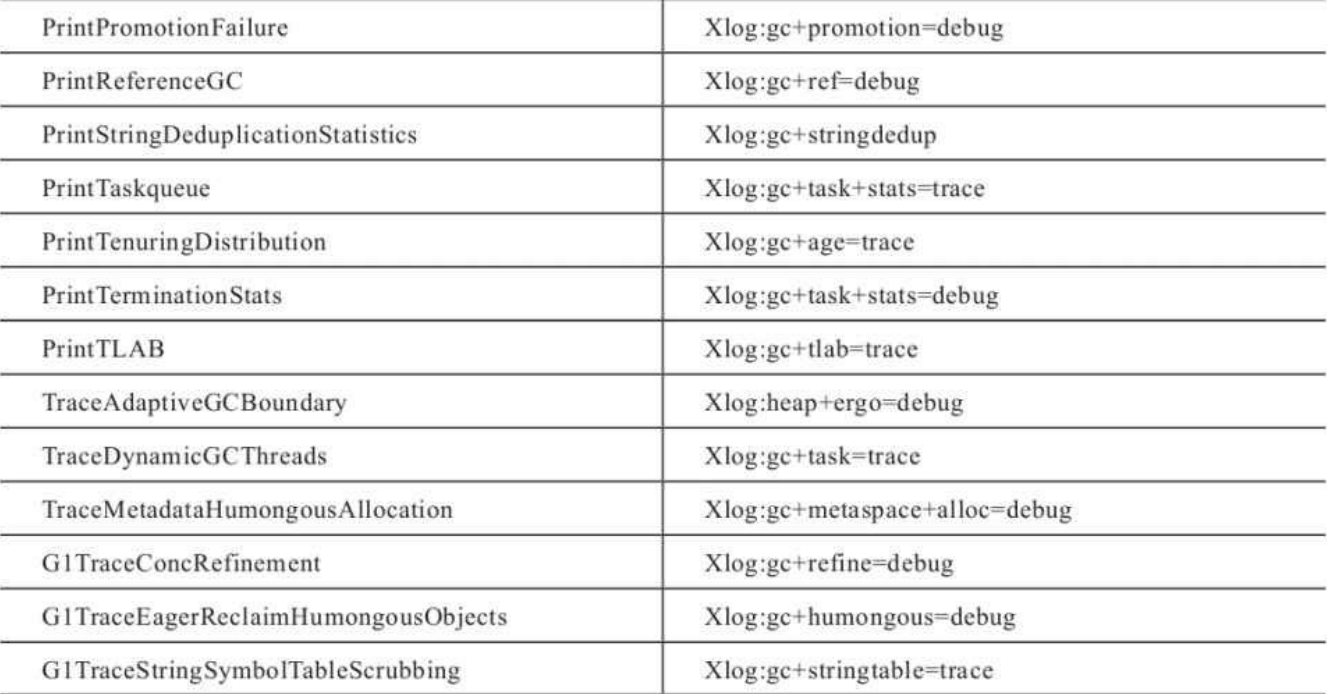 PrintPromotionFailure Xlog:gc+promotion=debug
PrintReferenceGC Xlog:gc+ref=debug
PrintStringDeduplicationStatistics Xlog:gc+stringdedup
PrintTaskqueue Xlog:gc+task+stats=trace
PrintTenuringDistribution Xlog:gc+age=trace
PrintTerminationStats Xlog:gc+task+stats=debug
PrintTLAB Xlog:gc+tlab=trace
TraceAdaptiveGCBoundary Xlog:heap+ergo=debug
TraceDynamicGCThreads Xlog:gc+task=trace
TraceMetadataHumongousAllocation Xlog:gc+metaspace+alloc=debug
G1TraceConcRefinement Xlog:gc+refine=debug
G1TraceEagerReclaimHumongousObjects Xlog:gc+humongous=debug
G1TraceStringSymbolTableScrubbing Xlog:gc+stringtable=trace